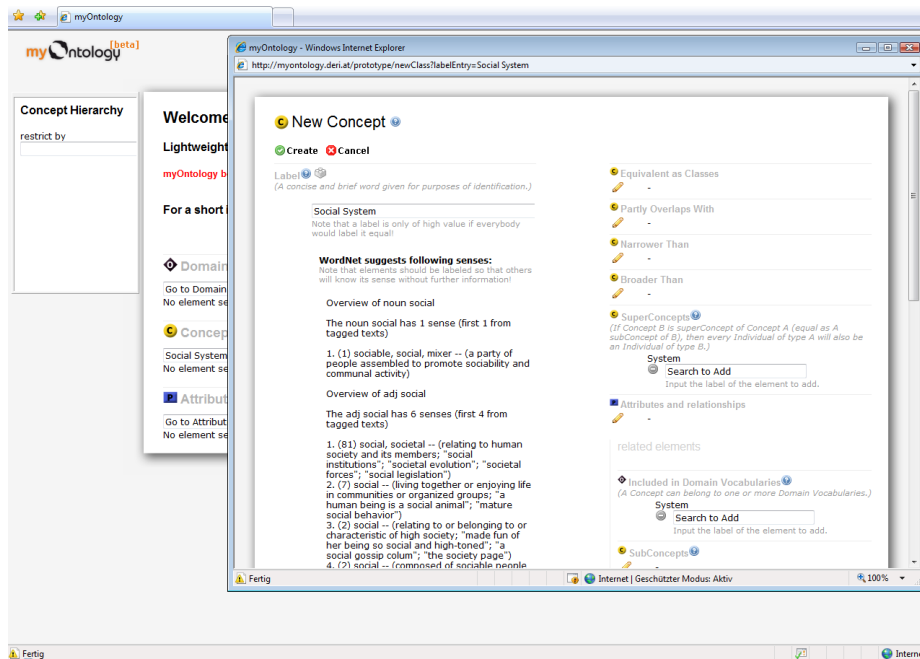 myOntology
myOntology [beta]
Concept Hierarchy
restrict by
Welcome
Lightweight
myOntology b
For a short i
Domain
Go to Domain
No element se
Concep
Social System
No element se
Attribut
Go to Attribut
No element se
myOntology - Windows Internet Explorer
http://myontology.deri.at/prototype/newClass?labelEntry=Social System
New Concept
Create Cancel
Label
(A concise and brief word given for purposes of identification.)
Social System
Note that a label is only of high value if everybody
would label it equal!
WordNet suggests following senses:
Note that elements should be labeled so that others
will know its sense without further information!
Overview of noun social
The noun social has 1 sense (first 1 from
tagged texts)
1. (1) sociable, social, mixer -- (a party of
people assembled to promote sociability and
communal activity)
Overview of adj social
The adj social has 6 senses (first 4 from
tagged texts)
1. (81) social, societal -- (relating to human
society and its members; "social
institutions"; "societal evolution"; "societal
forces"; "social legislation")
2. (7) social -- (living together or enjoying life
in communities or organized groups; "a
human being is a social animal"; "mature
social behavior")
3. (2) social -- (relating to or belonging to or
characteristic of high society; "made fun of
her being so social and high-toned"; "a
social gossip colum"; "the society page")
4. (2) social -- (composed of sociable people
Equivalent as Classes
-
Partly Overlaps With
-
Narrower Than
-
Broader Than
-
SuperConcepts
(If Concept B is superConcept of Concept A (equal as A
subConcept of B), then every Individual of type A will also be
an Individual of type B.)
System
Search to Add
Input the label of the element to add.
Attributes and relationships
-
related elements
Included in Domain Vocabularies
(A Concept can belong to one or more Domain Vocabularies.)
System
Search to Add
Input the label of the element to add.
SubConcepts
-
Fertig
Internet | Geschützter Modus: Aktiv
100%
Fertig
Intern